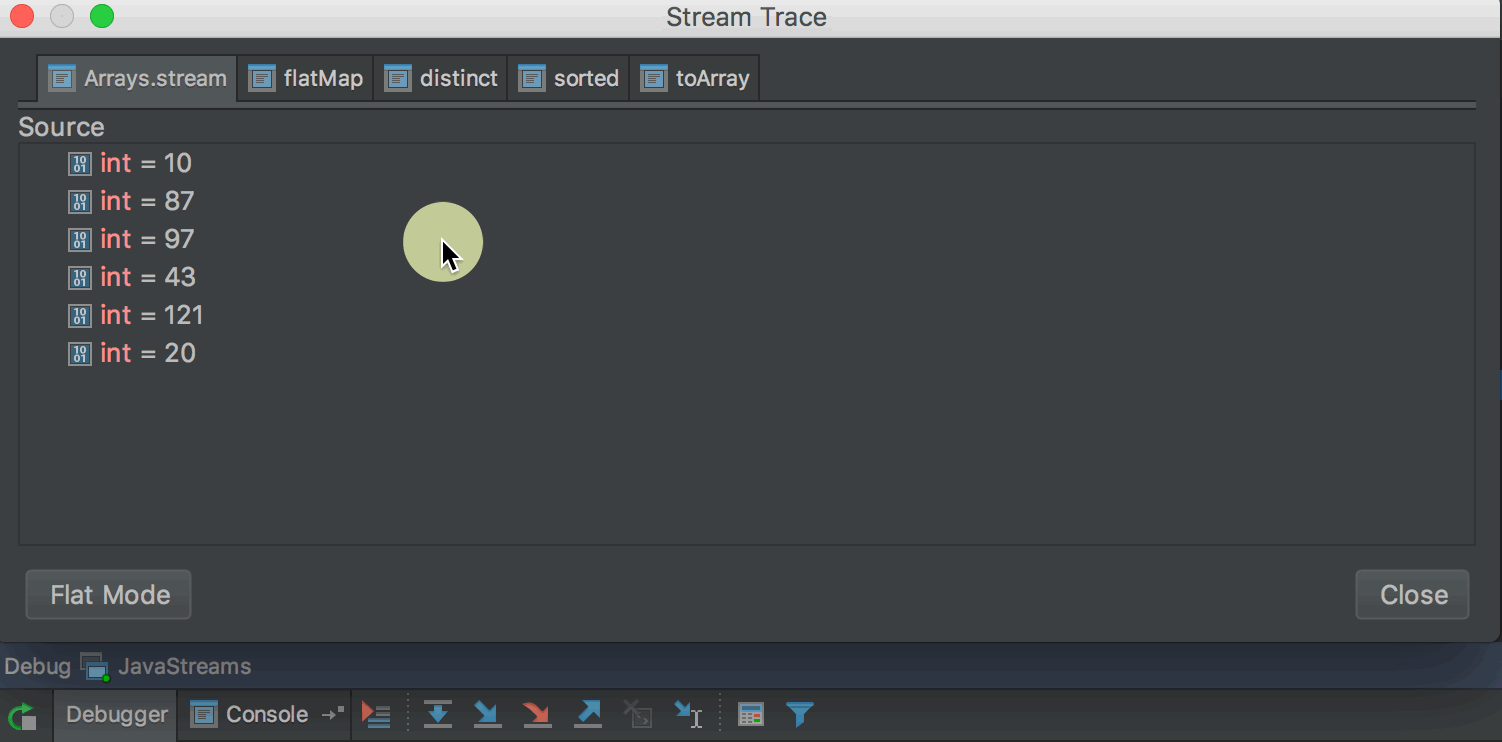 Stream Trace
Arrays.stream flatMap distinct sorted toArray
Source
int = 10
int = 87
int = 97
int = 43
int = 121
int = 20
Flat Mode Close
Debug JavaStreams
Debugger Console